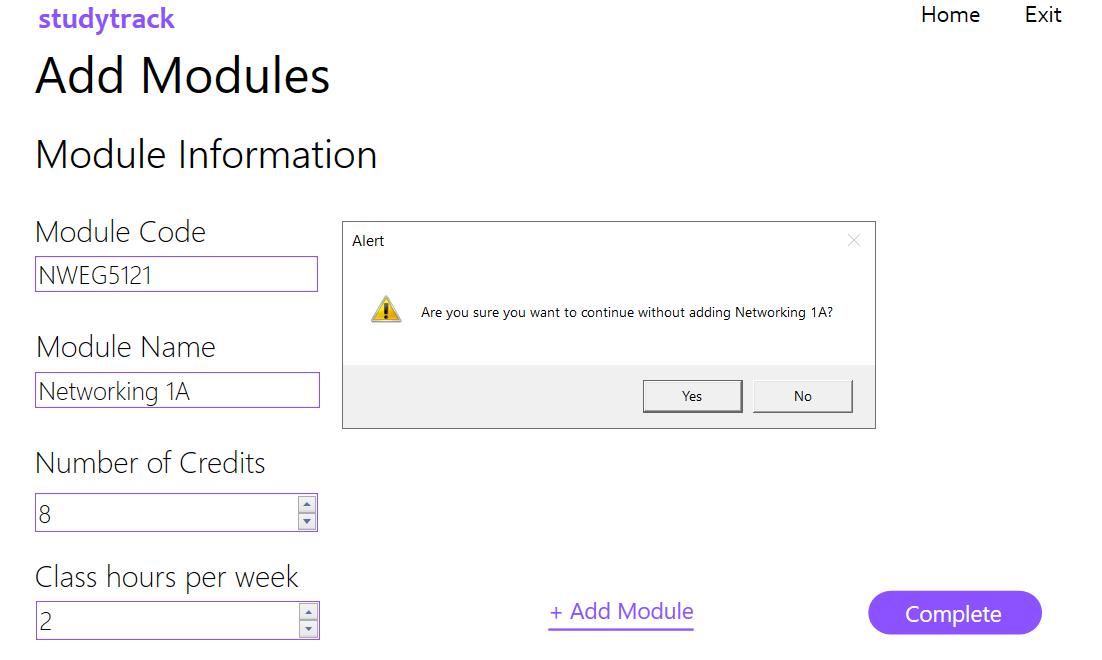 studytrack
Home
Exit
Add Modules
Module Information
Module Code
NWEG5121
Alert
Are you sure you want to continue without adding Networking 1A?
Yes
No
Module Name
Networking 1A
Number of Credits
8
Class hours per week
2
+ Add Module
Complete